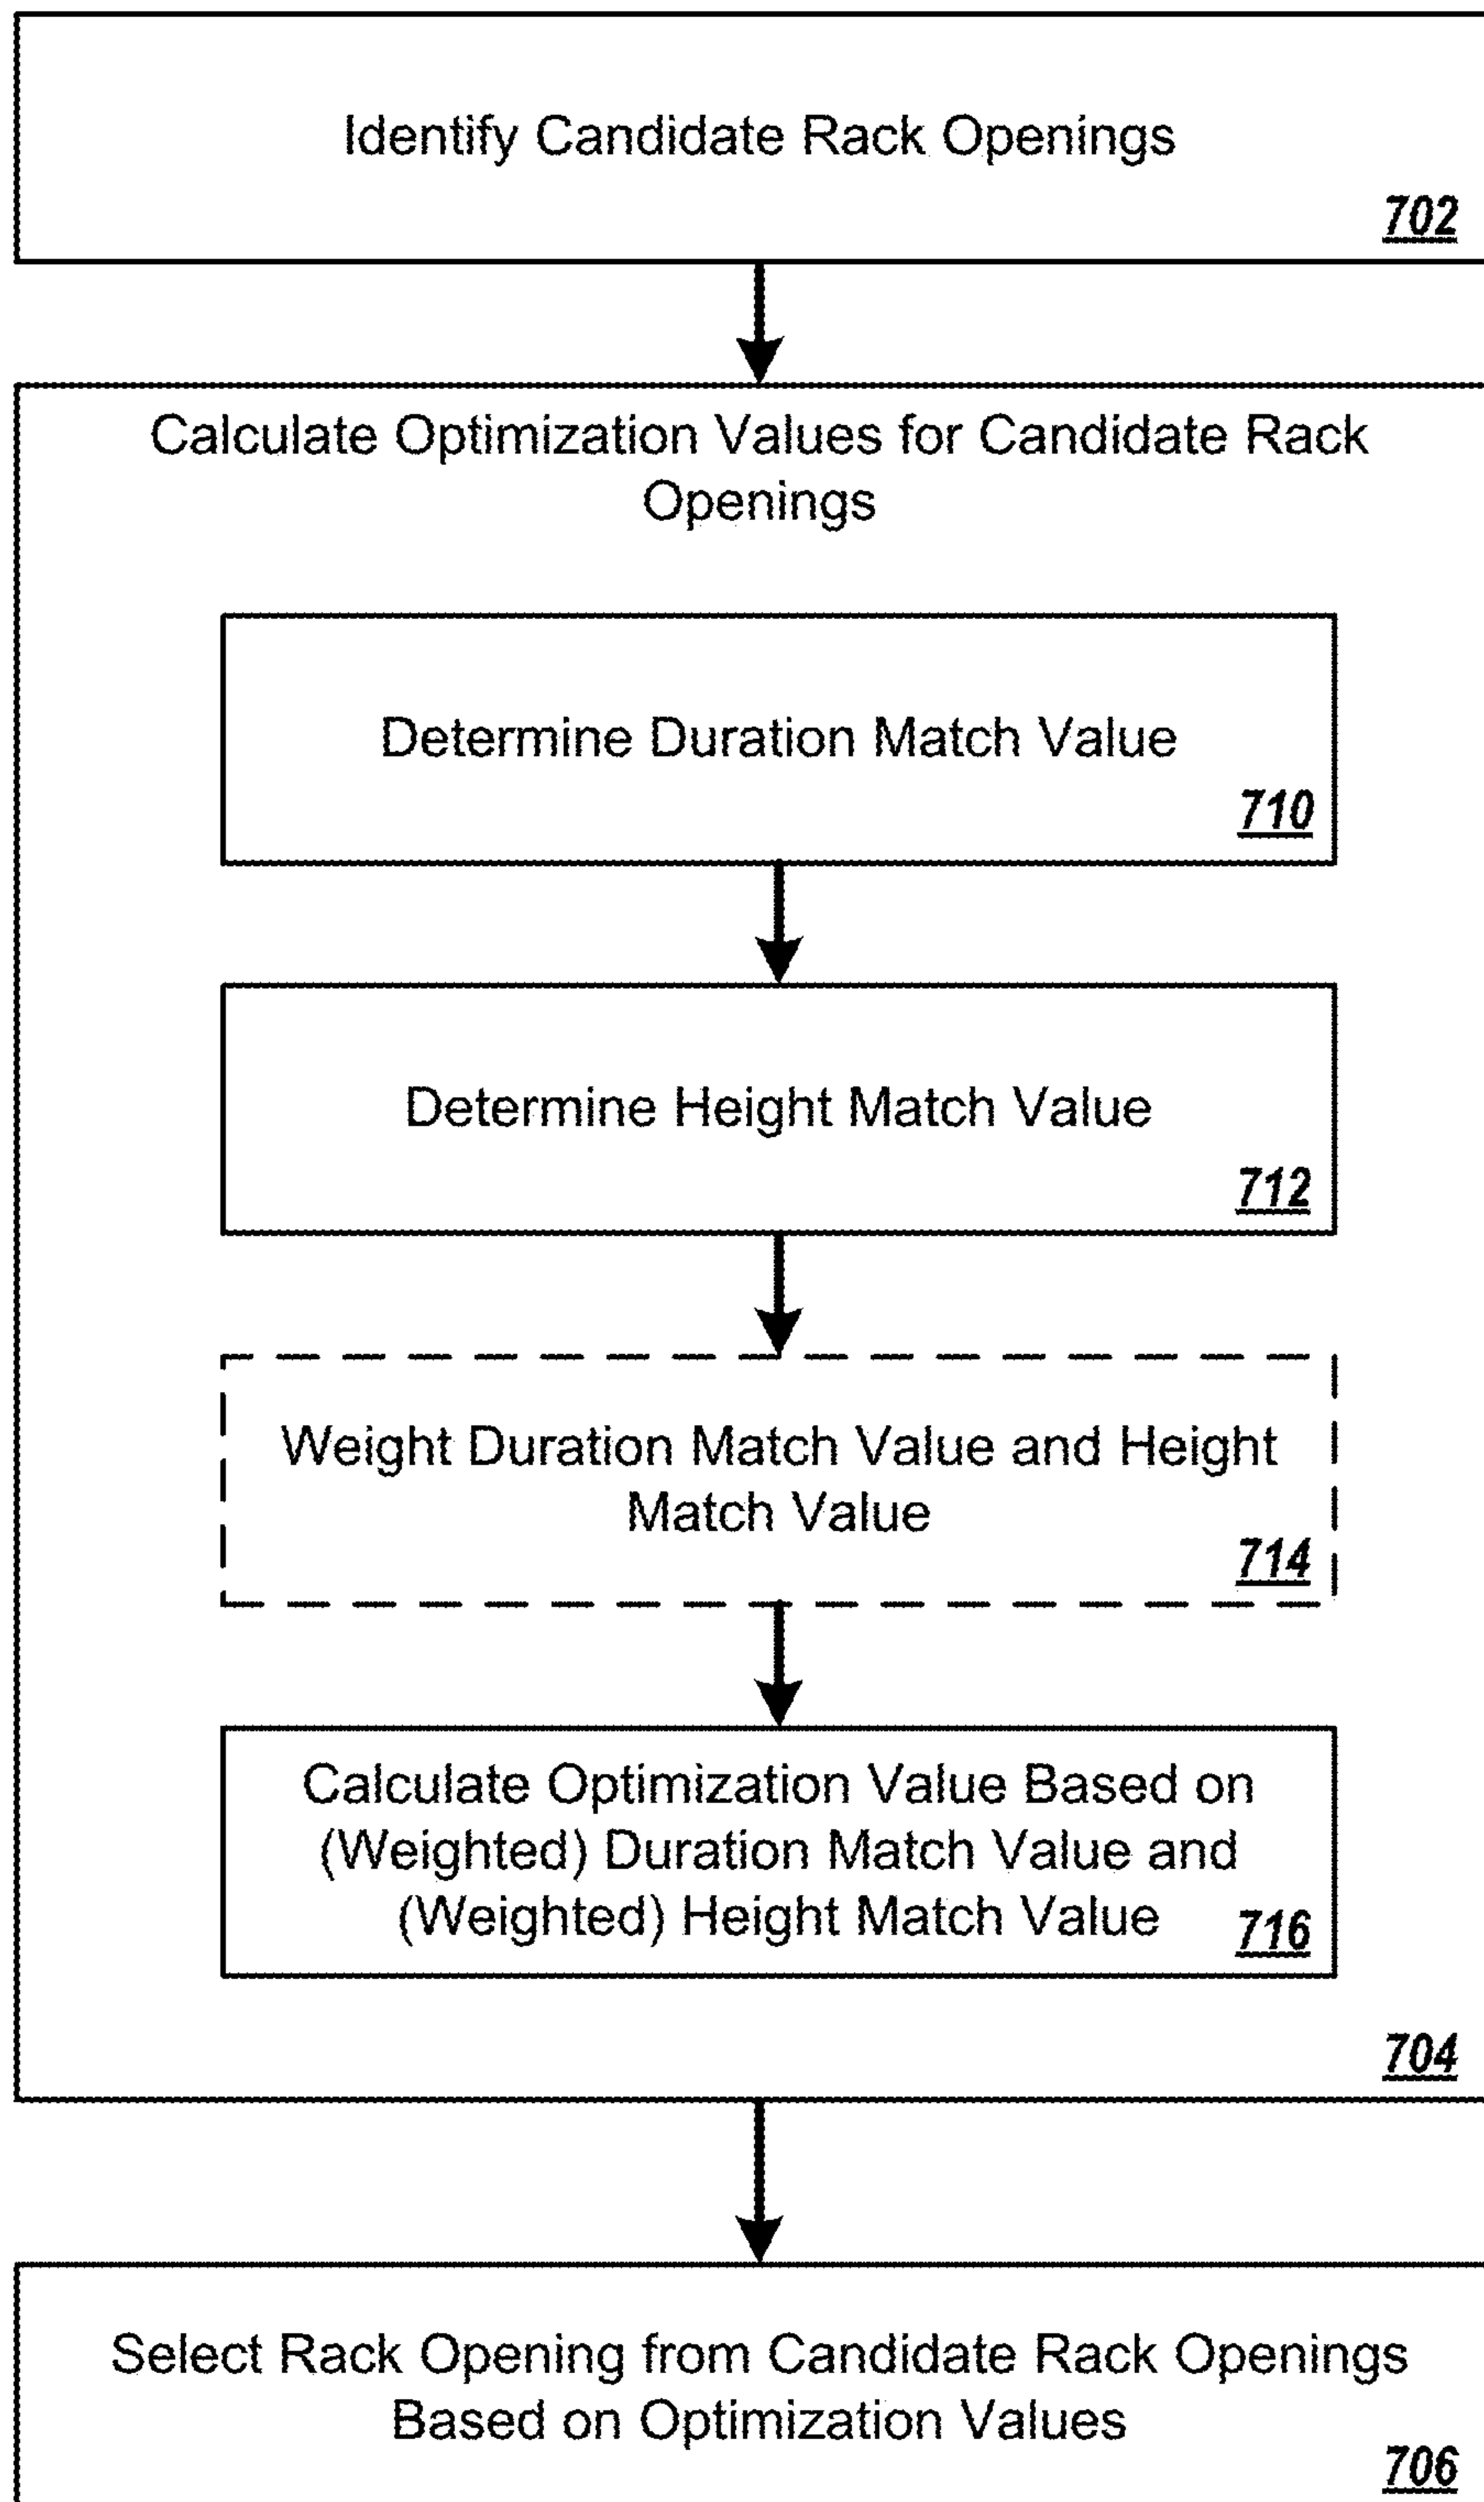 Identify Candidate Rack Openings
702
Calculate Optimization Values for Candidate Rack
Openings
Determine Duration Match Value
710
Determine Height Match Value
712
Weight Duration Match Value and Height
Match Value
714
Calculate Optimization Value Based on
(Weighted) Duration Match Value and
(Weighted) Height Match Value
716
704
Select Rack Opening from Candidate Rack Openings
Based on Optimization Values
706